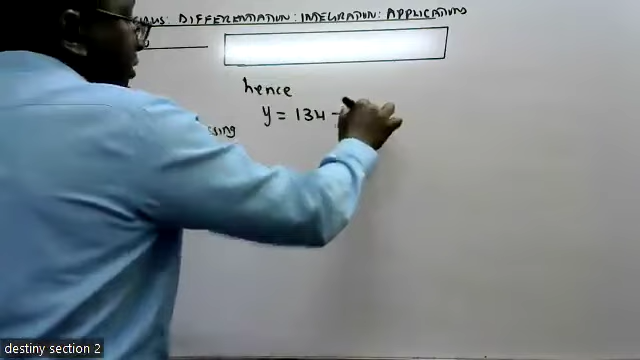 DIFFERENTIATION: INTEGRATION: APPLICATIONS
hence
y = 134 -
destiny section 2